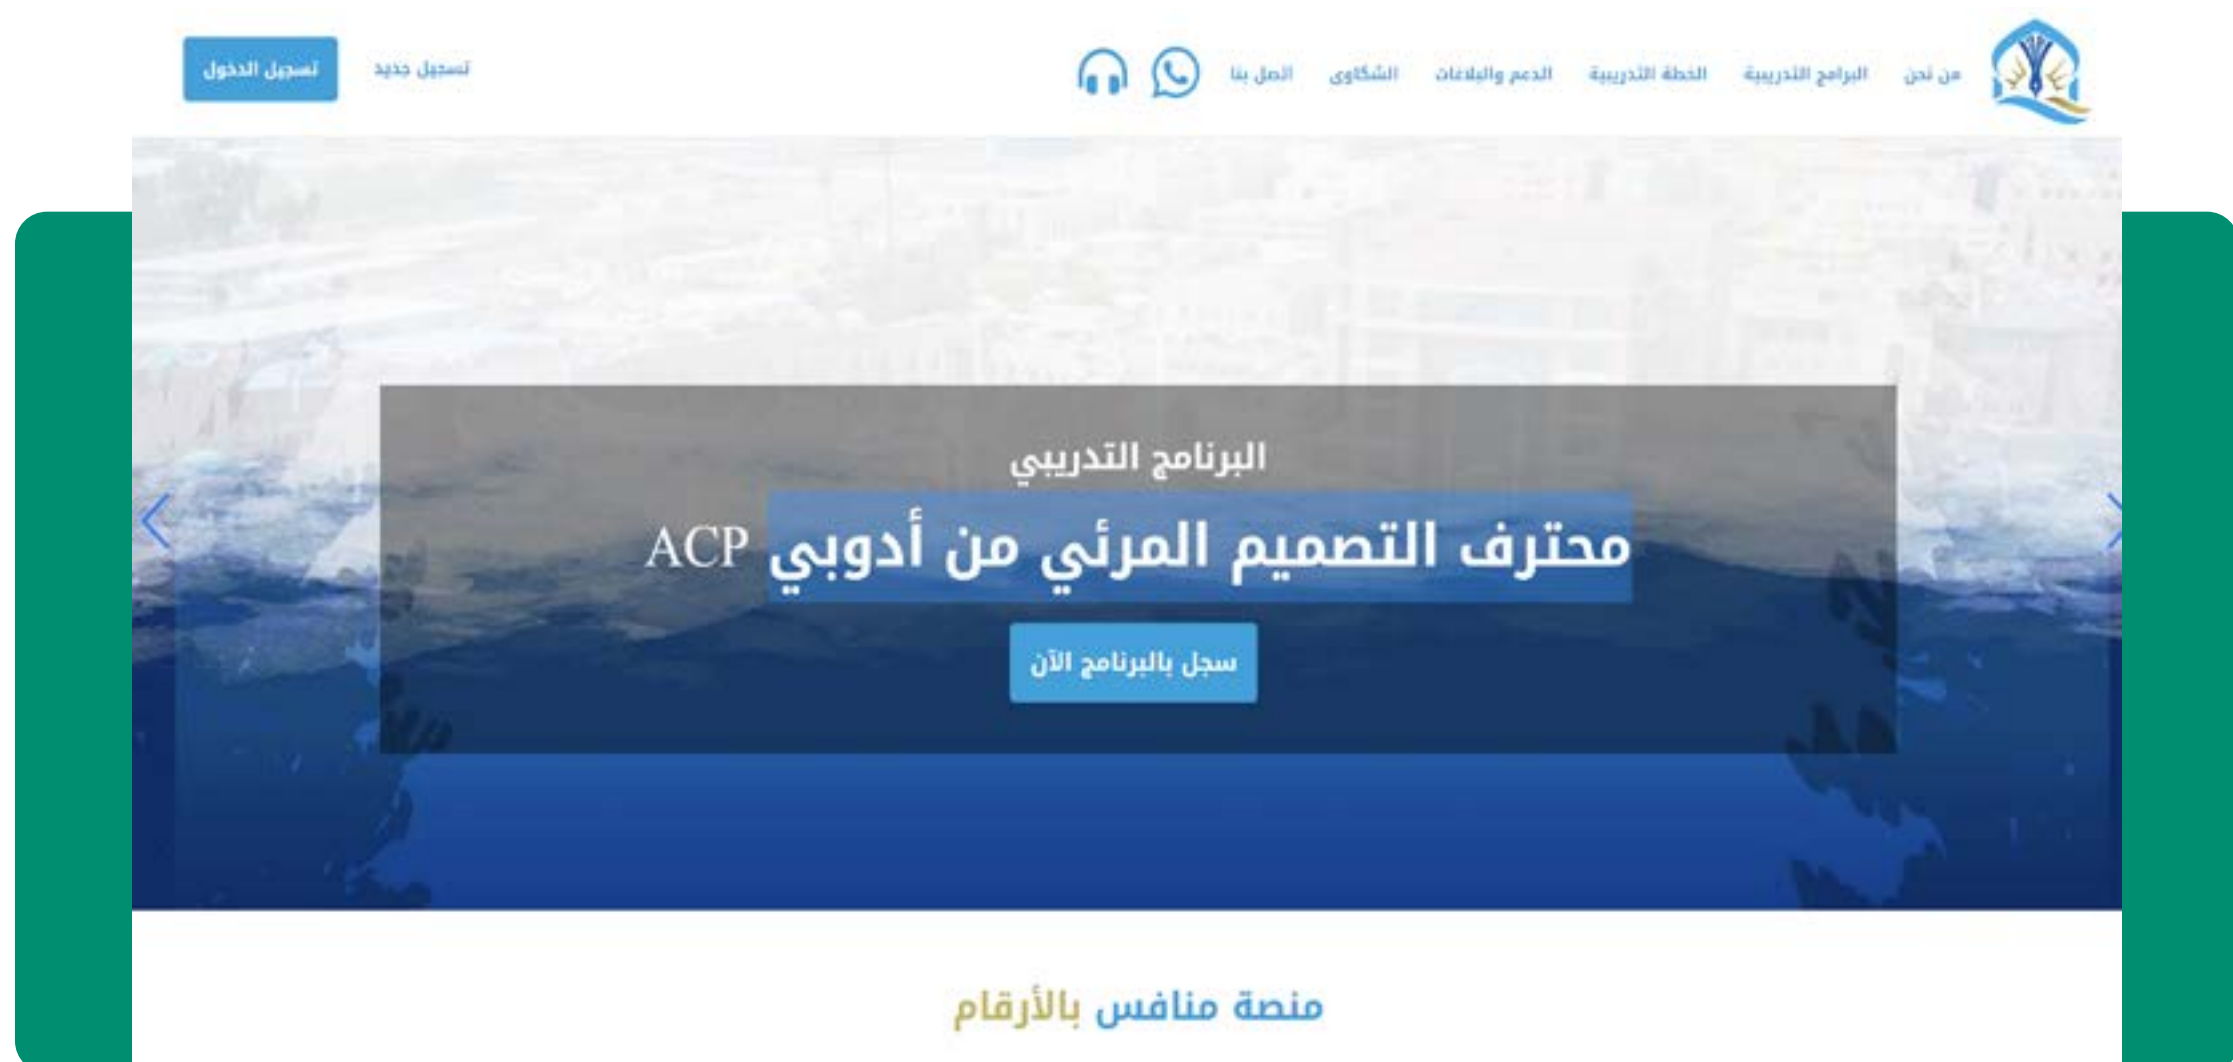 من نحن البرامج التدريبية الخطة التدريبية الدعم والبلاغات الشكاوى اتصل بنا تسجيل جديد تسجيل الدخول
البرنامج التدريبي
محترف التصميم المرئي من أدوبي ACP
سجل بالبرنامج الآن
منصة منافس بالأرقام